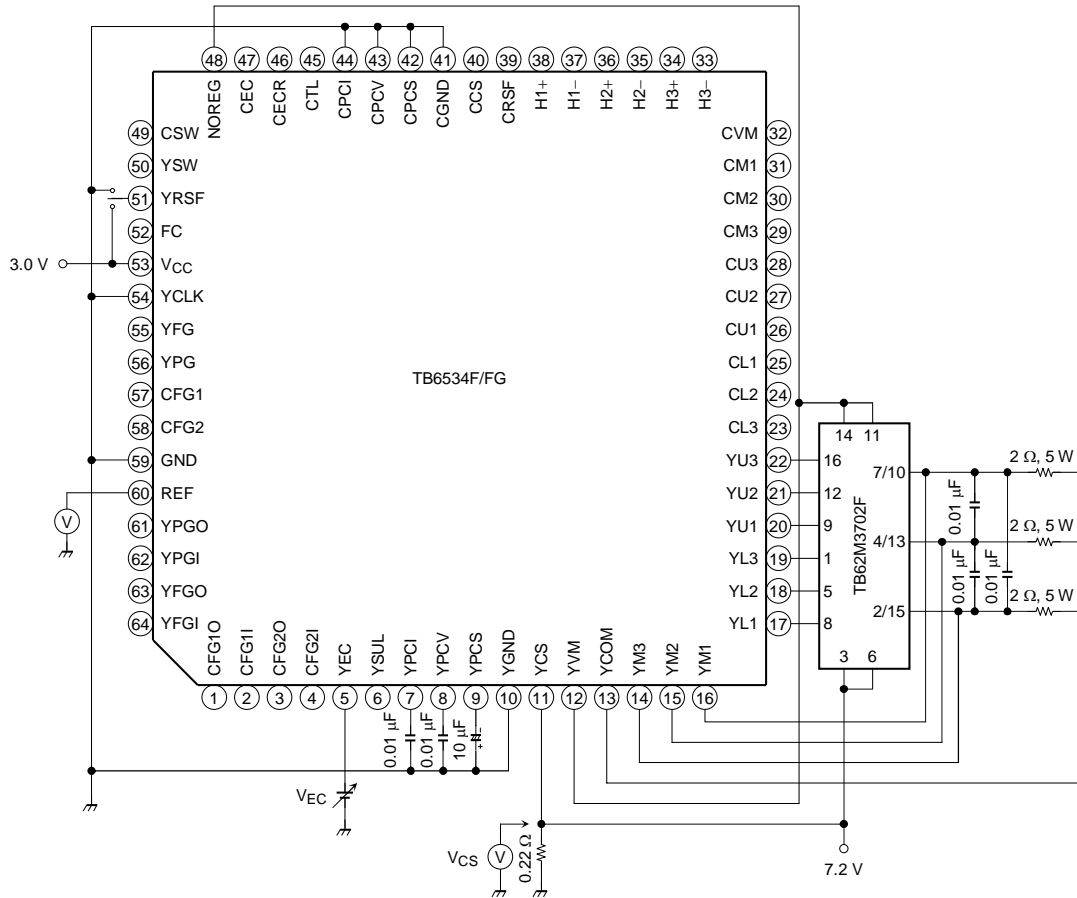 48 47 46 45 44 43 42 41 40 39 38 37 36 35 34 33
NOREG CEC CECR CTL CPCI CPCV CPCS CGND CCS CRSF H1+ H1− H2+ H2− H3+ H3−
49 CSW
50 YSW
51 YRSF
52 FC
3.0 V 53 VCC
54 YCLK
55 YFG
56 YPG
57 CFG1
58 CFG2
59 GND
60 REF
V
61 YPGO
62 YPGI
63 YFGO
64 YFGI
TB6534F/FG
CVM 32
CM1 31
CM2 30
CM3 29
CU3 28
CU2 27
CU1 26
CL1 25
CL2 24
CL3 23
YU3 22
YU2 21
YU1 20
YL3 19
YL2 18
YL1 17
14 11
16
12
9
1
5
8
TB62M3702F
7/10
4/13
2/15
3 6
0.01 µF
0.01 µF
0.01 µF
2 Ω, 5 W
2 Ω, 5 W
2 Ω, 5 W
CFG1O CFG1I CFG2O CFG2I YEC YSUL YPCI YPCV YPCS YGND YCS YVM YCOM YM3 YM2 YM1
1 2 3 4 5 6 7 8 9 10 11 12 13 14 15 16
0.01 µF
0.01 µF
10 µF
+ −
VEC
VCS
V
0.22 Ω
7.2 V